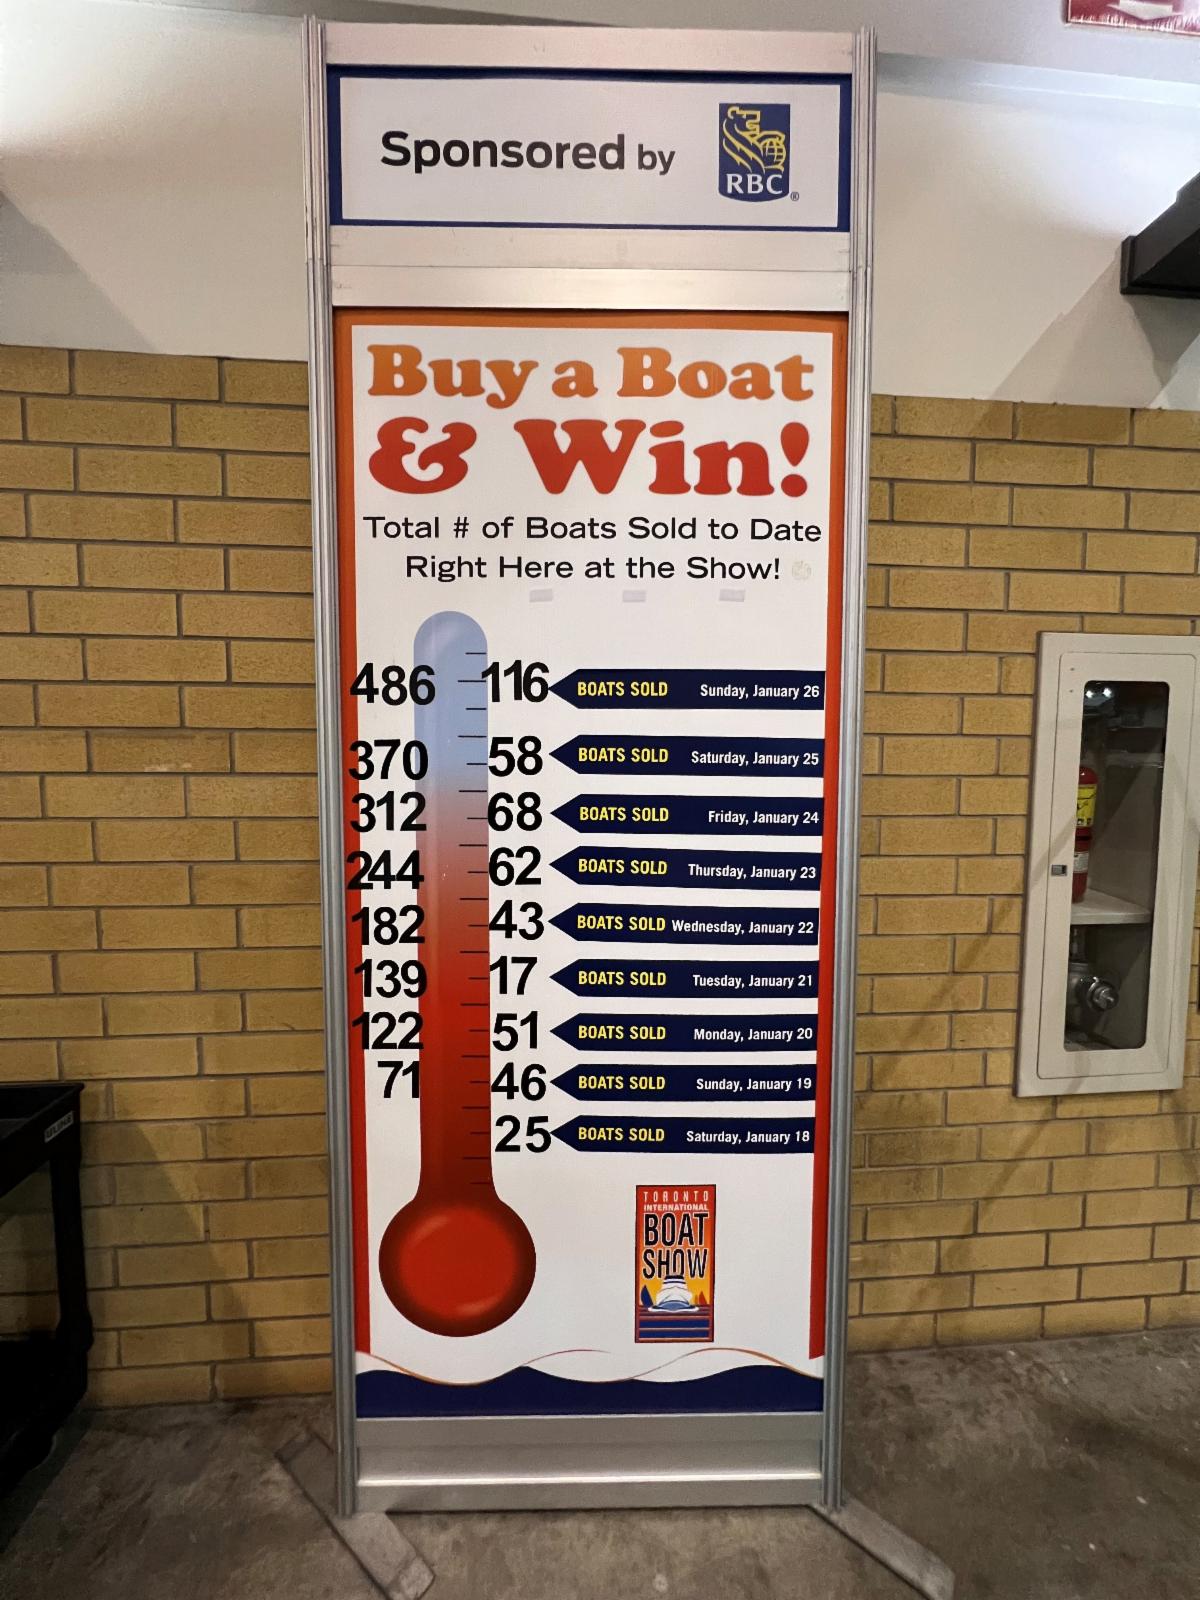 Sponsored by
RBC®
Buy a Boat
& Win!
Total # of Boats Sold to Date
Right Here at the Show!
486 116 BOATS SOLD Sunday, January 26
370 58 BOATS SOLD Saturday, January 25
312 68 BOATS SOLD Friday, January 24
244 62 BOATS SOLD Thursday, January 23
182 43 BOATS SOLD Wednesday, January 22
139 17 BOATS SOLD Tuesday, January 21
122 51 BOATS SOLD Monday, January 20
71 46 BOATS SOLD Sunday, January 19
25 BOATS SOLD Saturday, January 18
TORONTO
INTERNATIONAL
BOAT
SHOW
ULINE